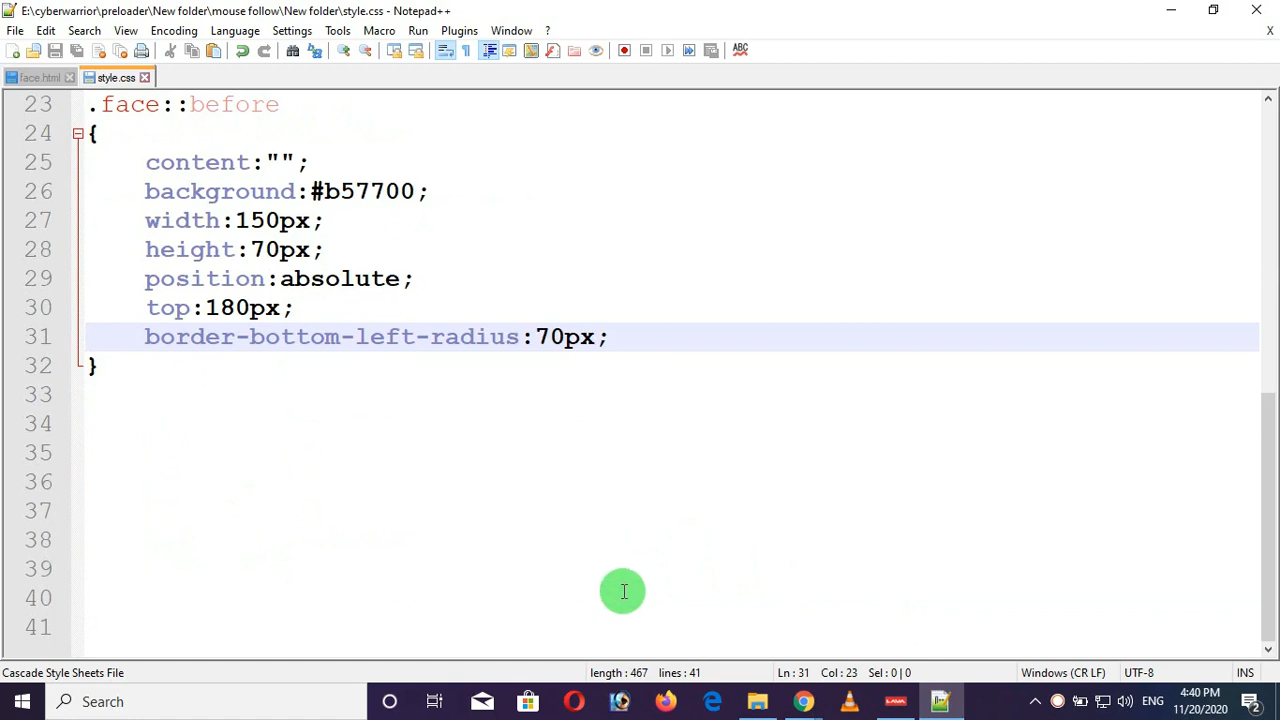 E:\cyberwarrior\preloader\New folder\mouse follow\New folder\style.css - Notepad++
File Edit Search View Encoding Language Settings Tools Macro Run Plugins Window ? X
ABC
face.html style.css
23 .face::before
24 {
25 content:"";
26 background:#b57700;
27 width:150px;
28 height:70px;
29 position:absolute;
30 top:180px;
31 border-bottom-left-radius:70px;
32 }
33
34
35
36
37
38
39
40
41
Cascade Style Sheets File length : 467 lines : 41 Ln : 31 Col : 23 Sel : 0 | 0 Windows (CR LF) UTF-8 INS
Search LAVA ENG 4:40 PM
11/20/2020 2